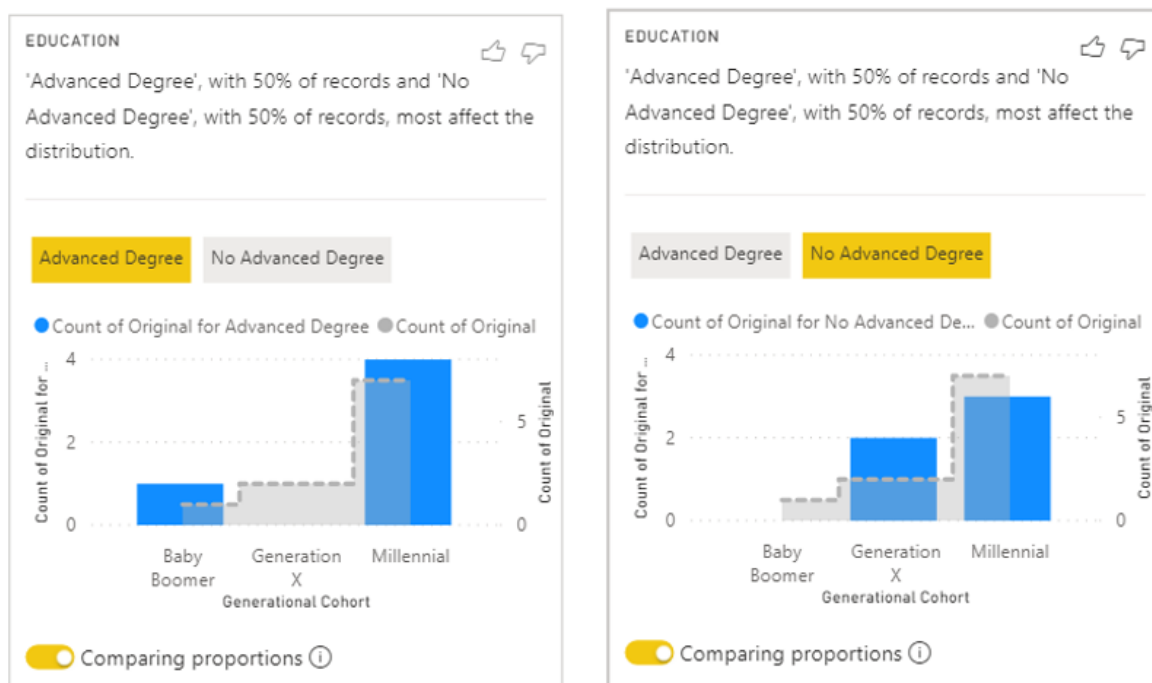 EDUCATION
'Advanced Degree', with 50% of records and 'No
Advanced Degree', with 50% of records, most affect the
distribution.
Advanced Degree
No Advanced Degree
Count of Original for Advanced Degree
Count of Original
Count of Original for ...
4
2
0
5
0
Count of Original
Baby
Boomer
Generation
X
Millennial
Generational Cohort
Comparing proportions
EDUCATION
'Advanced Degree', with 50% of records and 'No
Advanced Degree', with 50% of records, most affect the
distribution.
Advanced Degree
No Advanced Degree
Count of Original for No Advanced De...
Count of Original
Count of Original for ...
4
2
0
5
0
Count of Original
Baby
Boomer
Generation
X
Millennial
Generational Cohort
Comparing proportions